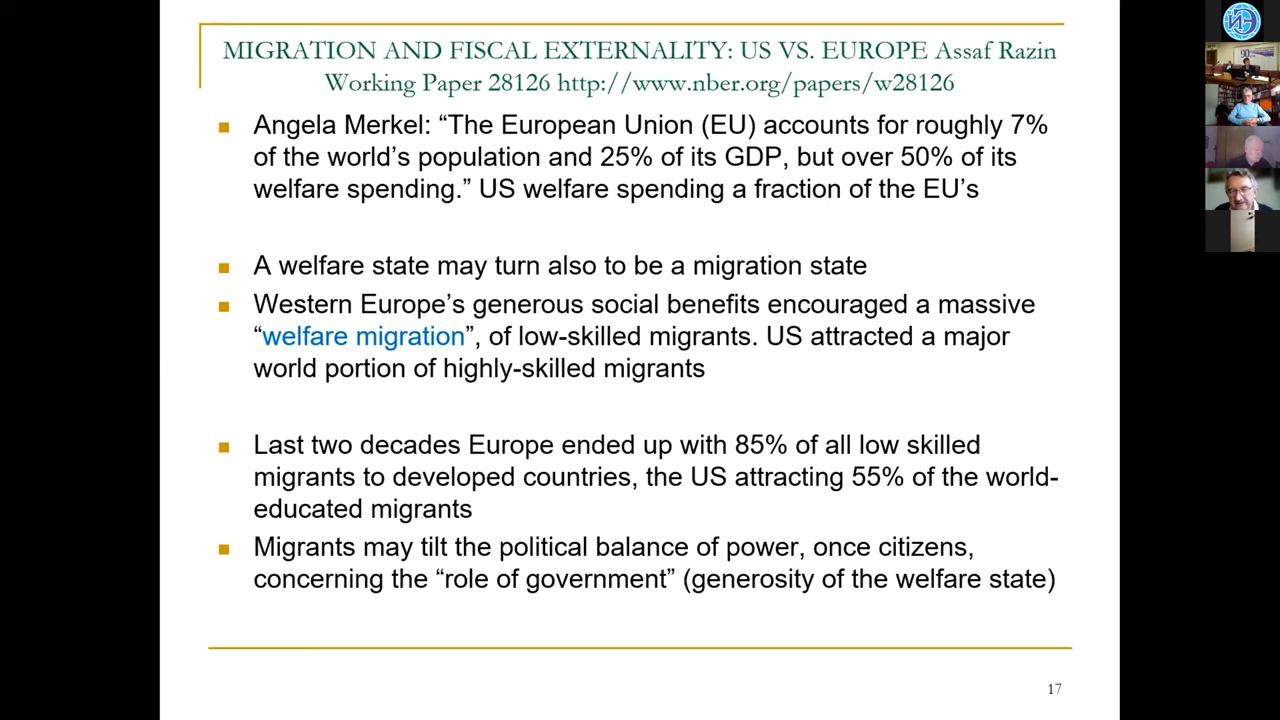 MIGRATION AND FISCAL EXTERNALITY: US VS. EUROPE Assaf Razin
Working Paper 28126 http://www.nber.org/papers/w28126
Angela Merkel: “The European Union (EU) accounts for roughly 7%
of the world’s population and 25% of its GDP, but over 50% of its
welfare spending.” US welfare spending a fraction of the EU’s
A welfare state may turn also to be a migration state
Western Europe’s generous social benefits encouraged a massive
“welfare migration”, of low-skilled migrants. US attracted a major
world portion of highly-skilled migrants
Last two decades Europe ended up with 85% of all low skilled
migrants to developed countries, the US attracting 55% of the world-
educated migrants
Migrants may tilt the political balance of power, once citizens,
concerning the “role of government” (generosity of the welfare state)
17